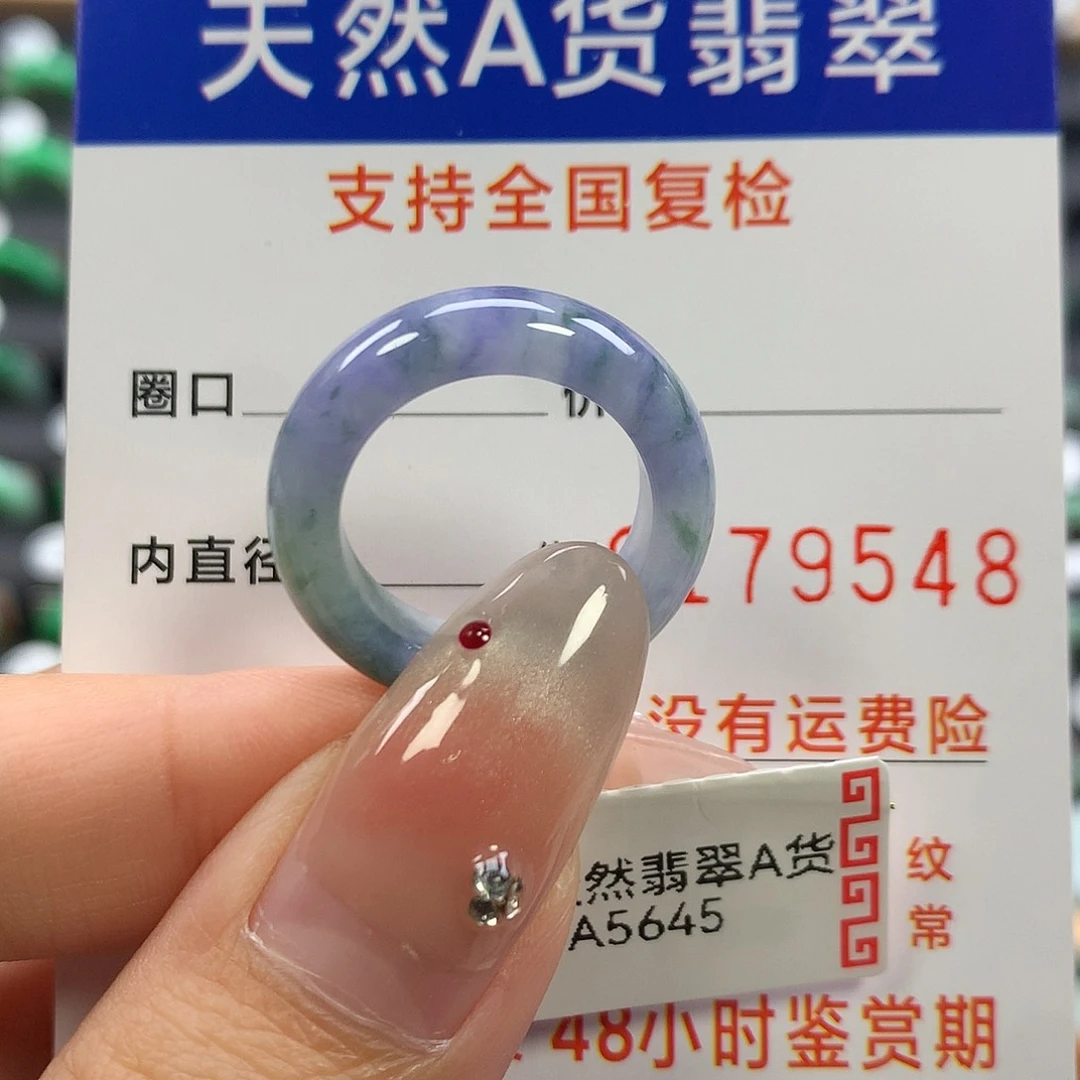 天然A货翡翠
支持全国复检
圈口
内直径
79548
没有运费险
然翡翠A货
A5645
纹
常
48小时鉴赏期